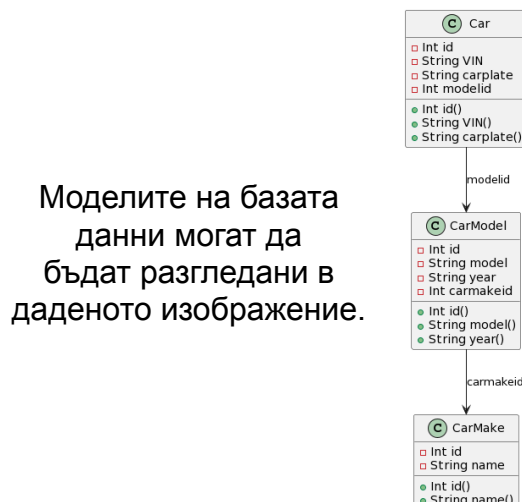 Моделите на базата
данни могат да
бъдат разгледани в
даденото изображение.
C Car
Int id
String VIN
String carplate
Int modelid
Int id()
String VIN()
String carplate()
modelid
C CarModel
Int id
String model
String year
Int carmakeid
Int id()
String model()
String year()
carmakeid
C CarMake
Int id
String name
Int id()
String name()